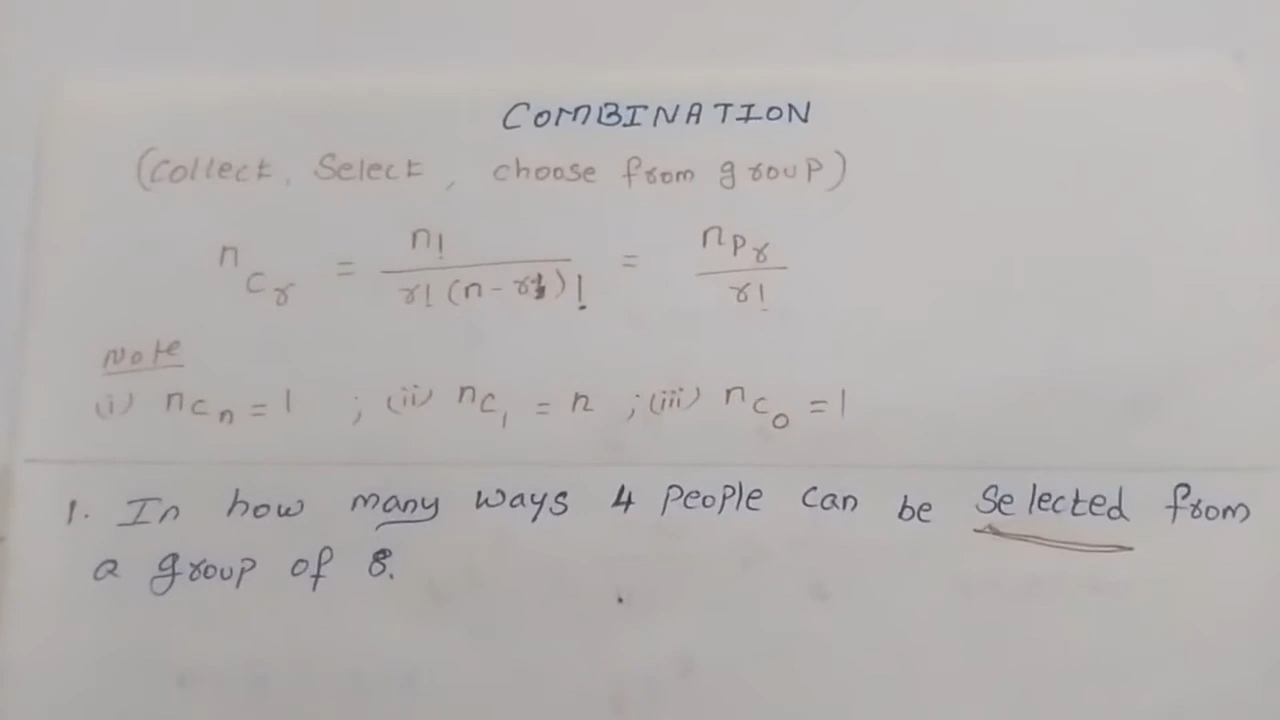 COMBINATION
(Collect, Select, choose from group)
nCr = n! / r!(n-r)! = nPr / r!
Note
(i) nCn = 1 ; (ii) nC1 = n ; (iii) nC0 = 1
1. In how many ways 4 people can be selected from
a group of 8.